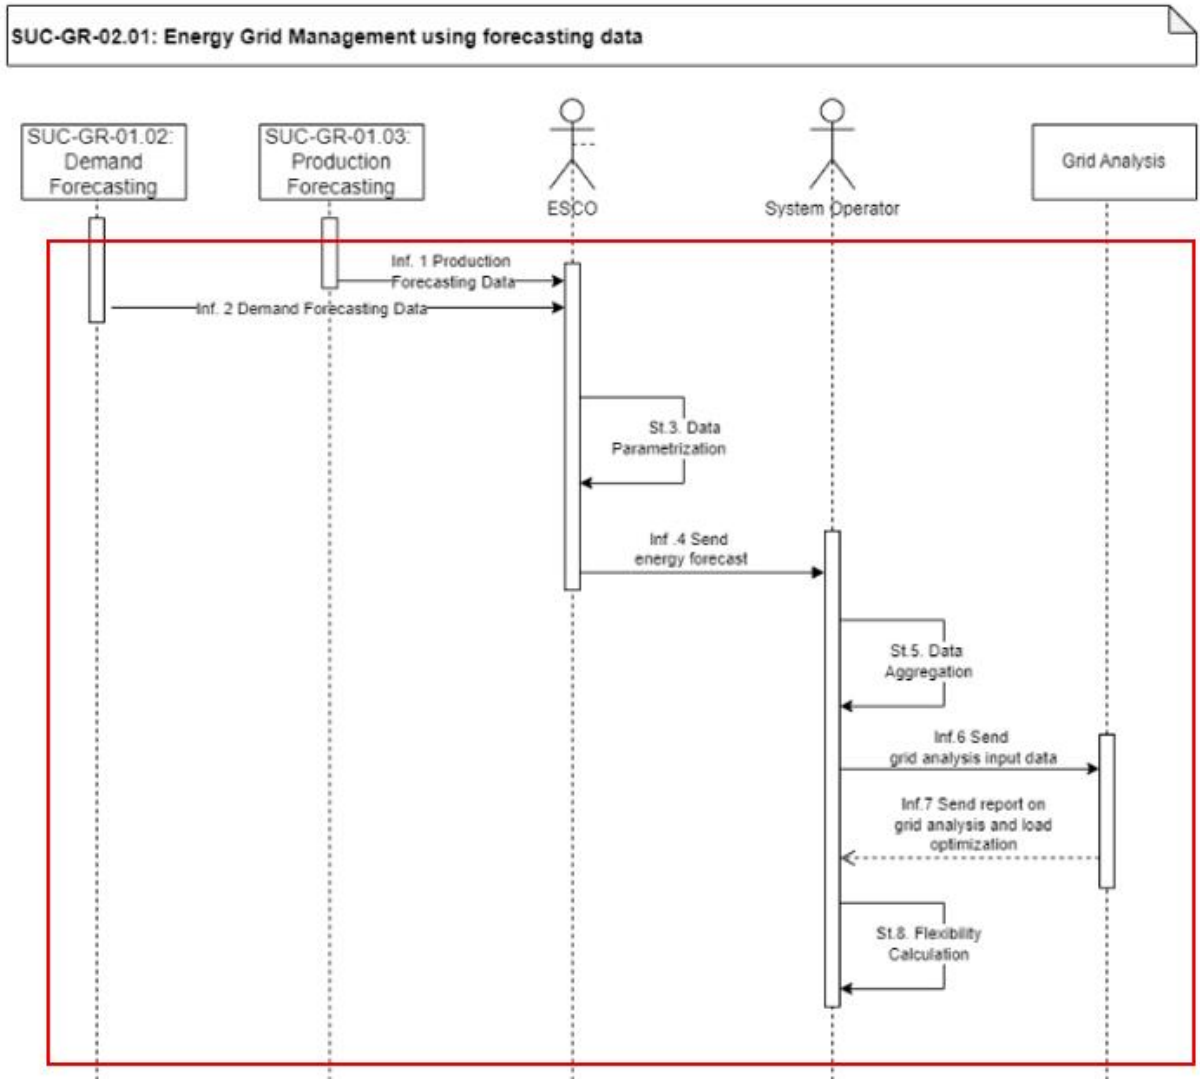 SUC-GR-02.01: Energy Grid Management using forecasting data
SUC-GR-01.02:
Demand
Forecasting
SUC-GR-01.03:
Production
Forecasting
ESCO
System Operator
Grid Analysis
Inf. 1 Production
Forecasting Data
Inf. 2 Demand Forecasting Data
St.3. Data
Parametrization
Inf .4 Send
energy forecast
St.5. Data
Aggregation
Inf.6 Send
grid analysis input data
Inf.7 Send report on
grid analysis and load
optimization
St.8. Flexibility
Calculation